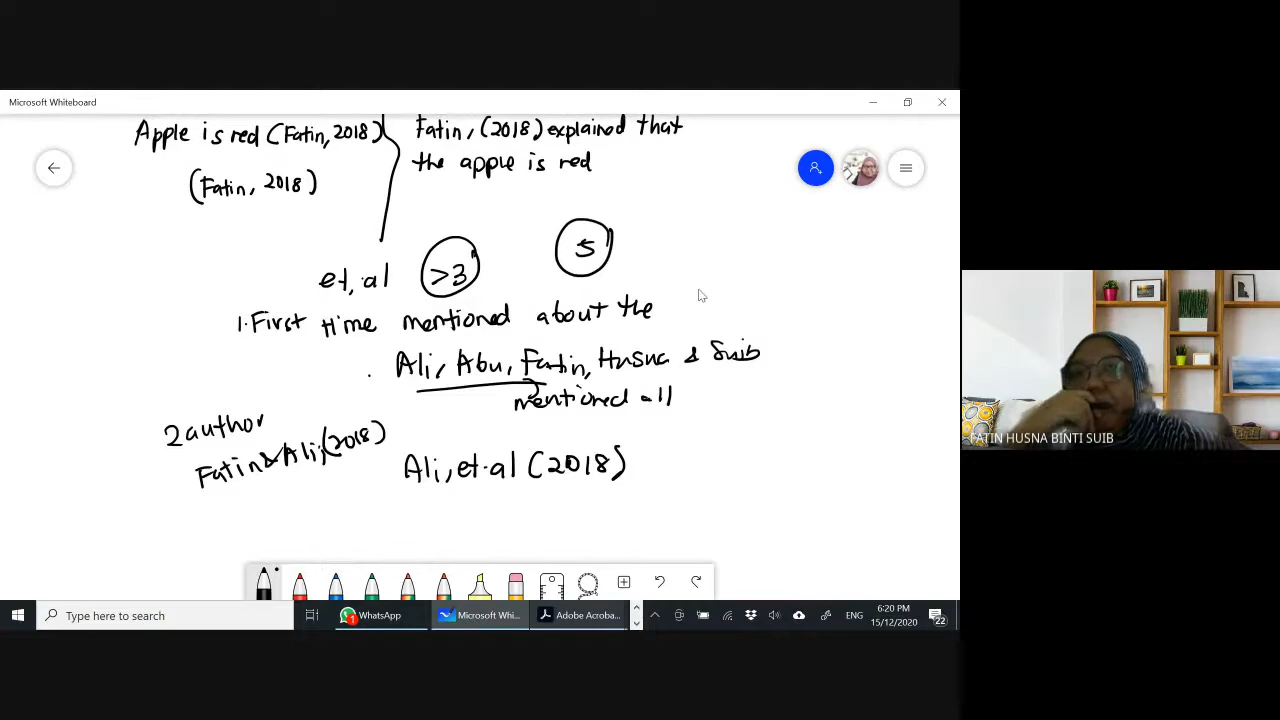 Microsoft Whiteboard
Apple is red (Fatin, 2018)
(Fatin, 2018)
Fatin, (2018) explained that
the apple is red
et,al >3 5
1. First time mentioned about the
Ali, Abu, Fatin, Husna & Suib
mentioned all
2 author
Fatin & Ali, (2018)
Ali, et.al (2018)
FATIN HUSNA BINTI SUIB
Type here to search
WhatsApp
1
Microsoft Whi...
Adobe Acroba...
ENG
6:20 PM
15/12/2020
22